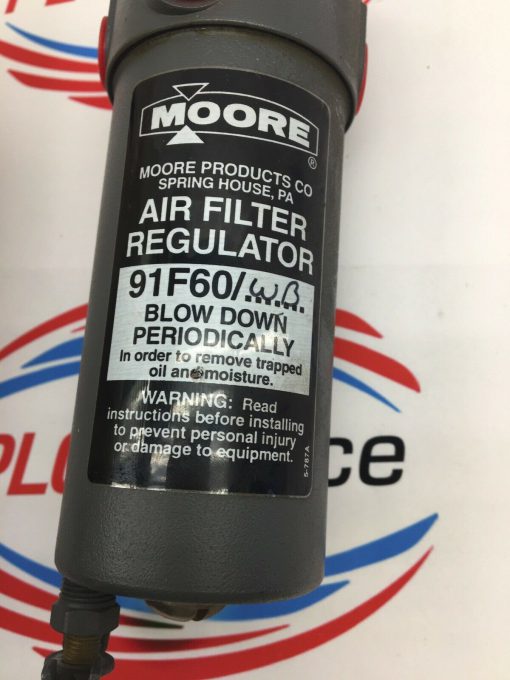 MOORE
®
MOORE PRODUCTS CO
SPRING HOUSE, PA
AIR FILTER
REGULATOR
91F60/W.B.
BLOW DOWN
PERIODICALLY
In order to remove trapped
oil and moisture.
WARNING: Read
instructions before installing
to prevent personal injury
or damage to equipment.
5-787A
PLC
ce